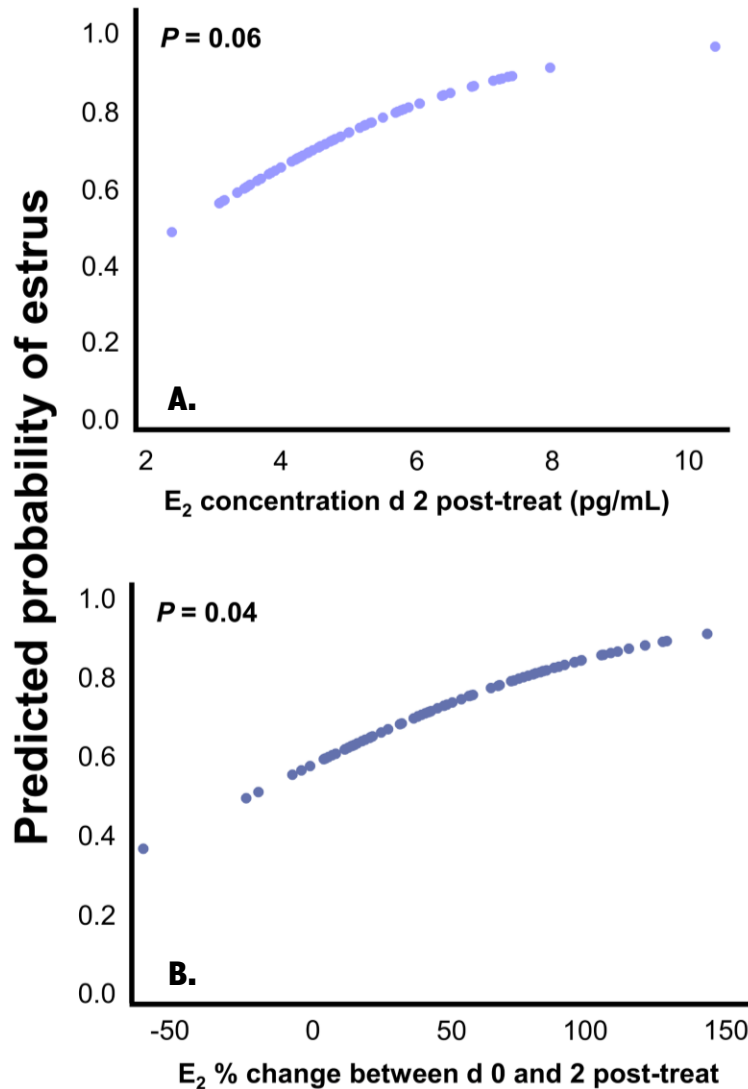 Predicted probability of estrus
P = 0.06
1.0
0.8
0.6
0.4
0.2
0.0
A.
2 4 6 8 10
E₂ concentration d 2 post-treat (pg/mL)
P = 0.04
1.0
0.8
0.6
0.4
0.2
0.0
B.
-50 0 50 100 150
E₂ % change between d 0 and 2 post-treat